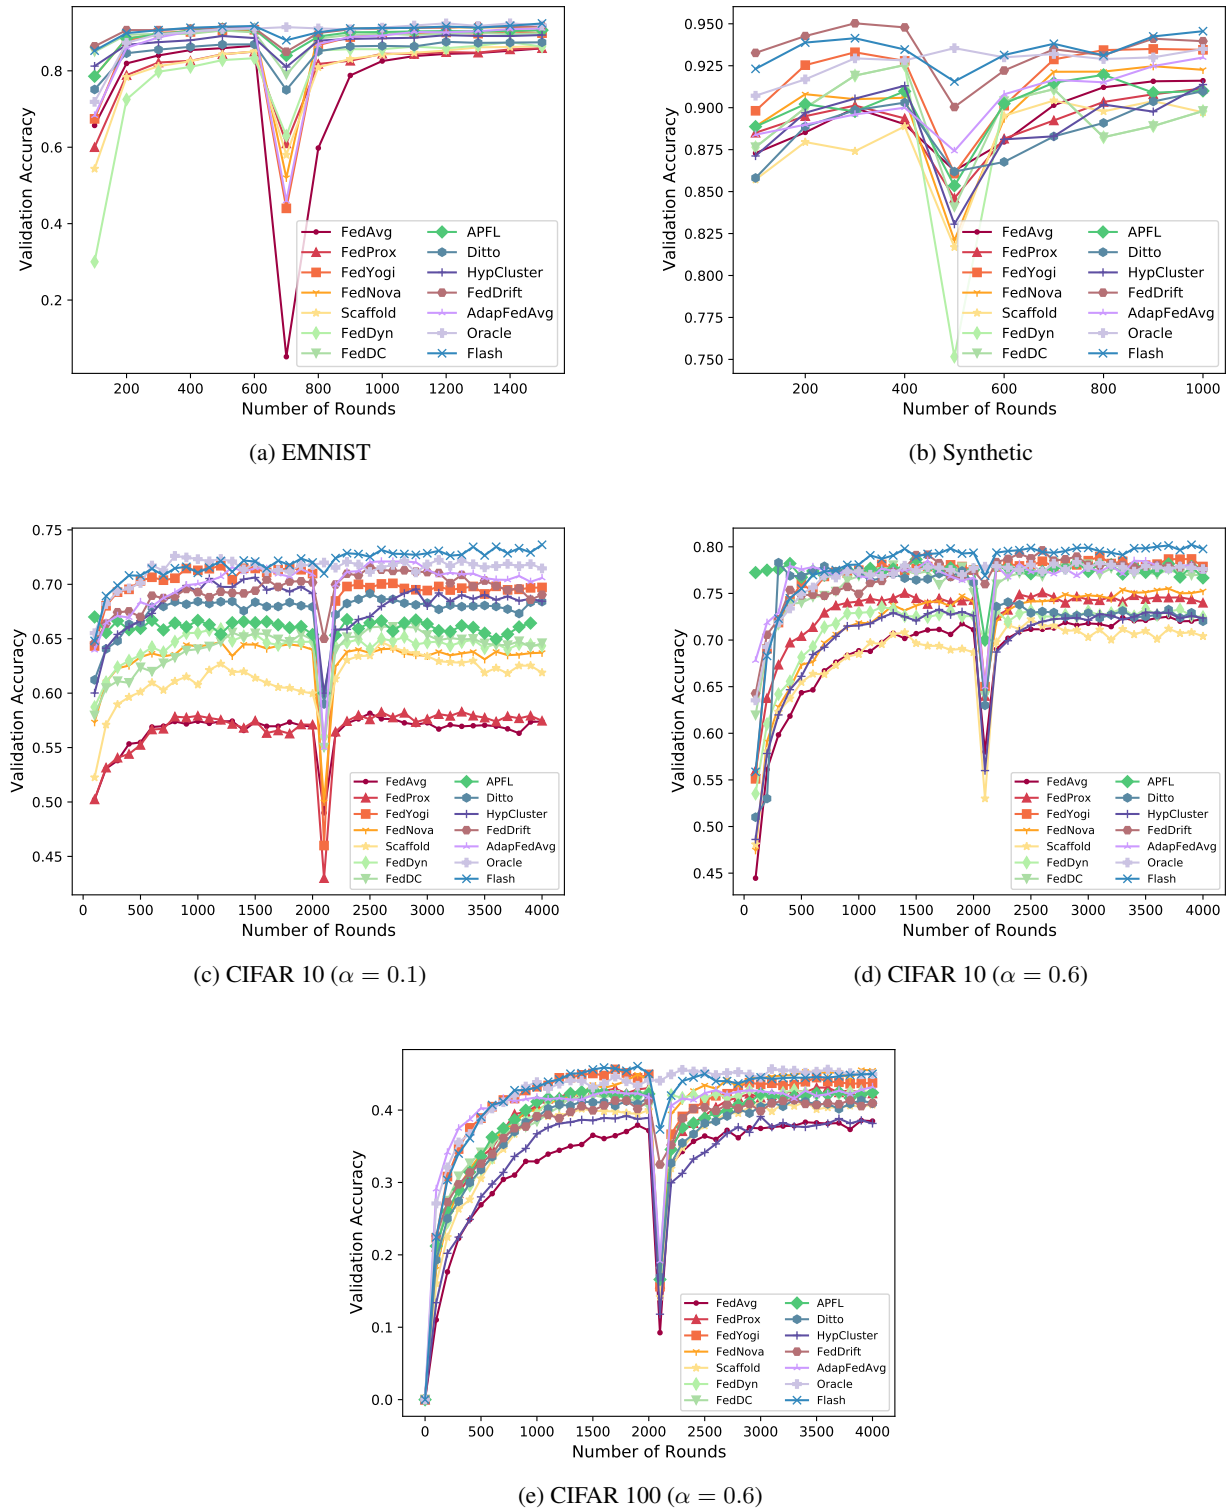 0.8
0.6
0.4
0.2
Validation Accuracy
200 400 600 800 1000 1200 1400
Number of Rounds
FedAvg APFL
FedProx Ditto
FedYogi HypCluster
FedNova FedDrift
Scaffold AdapFedAvg
FedDyn Oracle
FedDC Flash
(a) EMNIST
0.950
0.925
0.900
0.875
0.850
0.825
0.800
0.775
0.750
Validation Accuracy
200 400 600 800 1000
Number of Rounds
FedAvg APFL
FedProx Ditto
FedYogi HypCluster
FedNova FedDrift
Scaffold AdapFedAvg
FedDyn Oracle
FedDC Flash
(b) Synthetic
0.75
0.70
0.65
0.60
0.55
0.50
0.45
Validation Accuracy
0 500 1000 1500 2000 2500 3000 3500 4000
Number of Rounds
FedAvg APFL
FedProx Ditto
FedYogi HypCluster
FedNova FedDrift
Scaffold AdapFedAvg
FedDyn Oracle
FedDC Flash
(c) CIFAR 10 (α = 0.1)
0.80
0.75
0.70
0.65
0.60
0.55
0.50
0.45
Validation Accuracy
0 500 1000 1500 2000 2500 3000 3500 4000
Number of Rounds
FedAvg APFL
FedProx Ditto
FedYogi HypCluster
FedNova FedDrift
Scaffold AdapFedAvg
FedDyn Oracle
FedDC Flash
(d) CIFAR 10 (α = 0.6)
0.4
0.3
0.2
0.1
0.0
Validation Accuracy
0 500 1000 1500 2000 2500 3000 3500 4000
Number of Rounds
FedAvg APFL
FedProx Ditto
FedYogi HypCluster
FedNova FedDrift
Scaffold AdapFedAvg
FedDyn Oracle
FedDC Flash
(e) CIFAR 100 (α = 0.6)